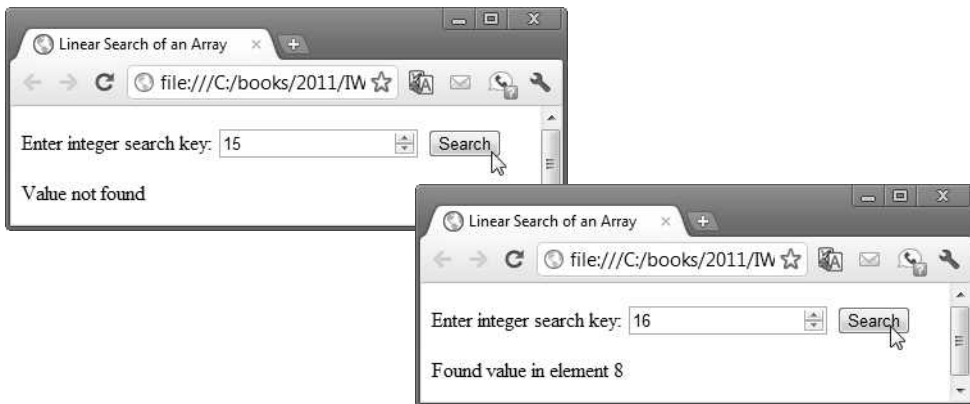 Linear Search of an Array
file:///C:/books/2011/IW
Enter integer search key: 15 Search
Value not found
Linear Search of an Array
file:///C:/books/2011/IW
Enter integer search key: 16 Search
Found value in element 8